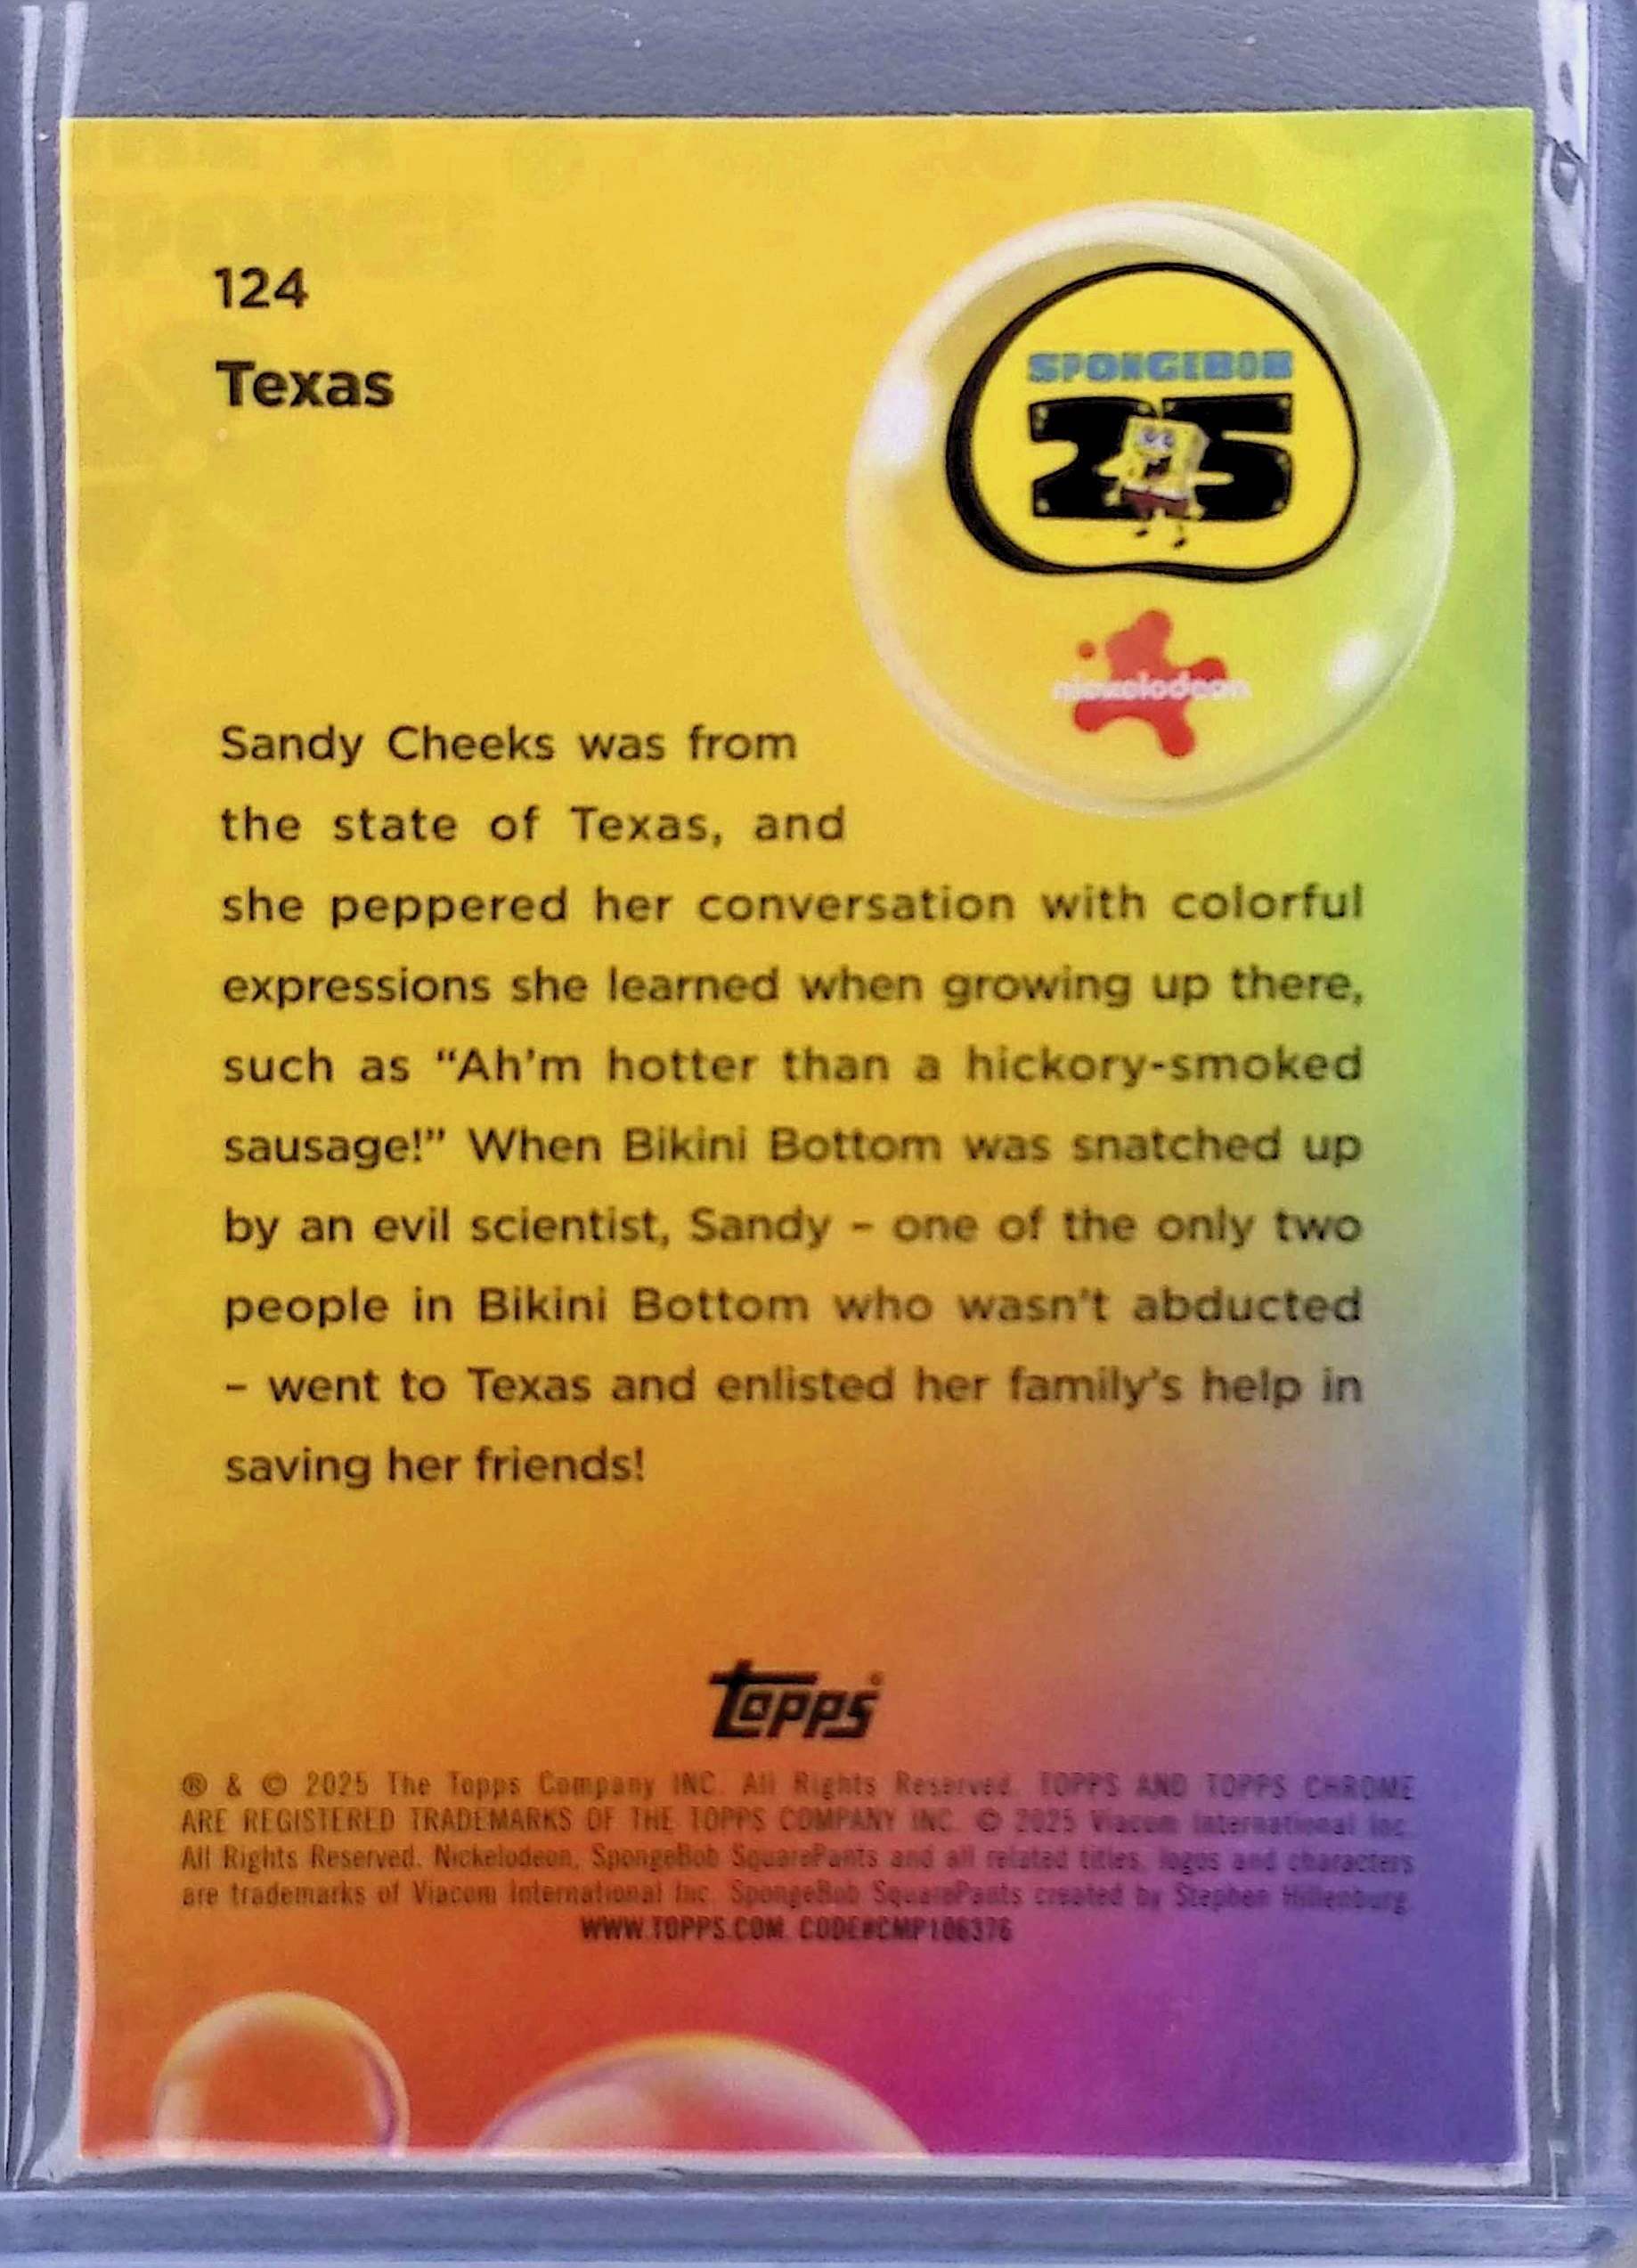 124
Texas
SPONGEBOB
25
nickelodeon
Sandy Cheeks was from
the state of Texas, and
she peppered her conversation with colorful
expressions she learned when growing up there,
such as “Ah’m hotter than a hickory-smoked
sausage!” When Bikini Bottom was snatched up
by an evil scientist, Sandy – one of the only two
people in Bikini Bottom who wasn’t abducted
– went to Texas and enlisted her family’s help in
saving her friends!
topps®
® & © 2025 The Topps Company INC. All Rights Reserved. TOPPS AND TOPPS CHROME
ARE REGISTERED TRADEMARKS OF THE TOPPS COMPANY INC. © 2025 Viacom International Inc.
All Rights Reserved. Nickelodeon, SpongeBob SquarePants and all related titles, logos and characters
are trademarks of Viacom International Inc. SpongeBob SquarePants created by Stephen Hillenburg.
WWW.TOPPS.COM. CODE#CMP106376